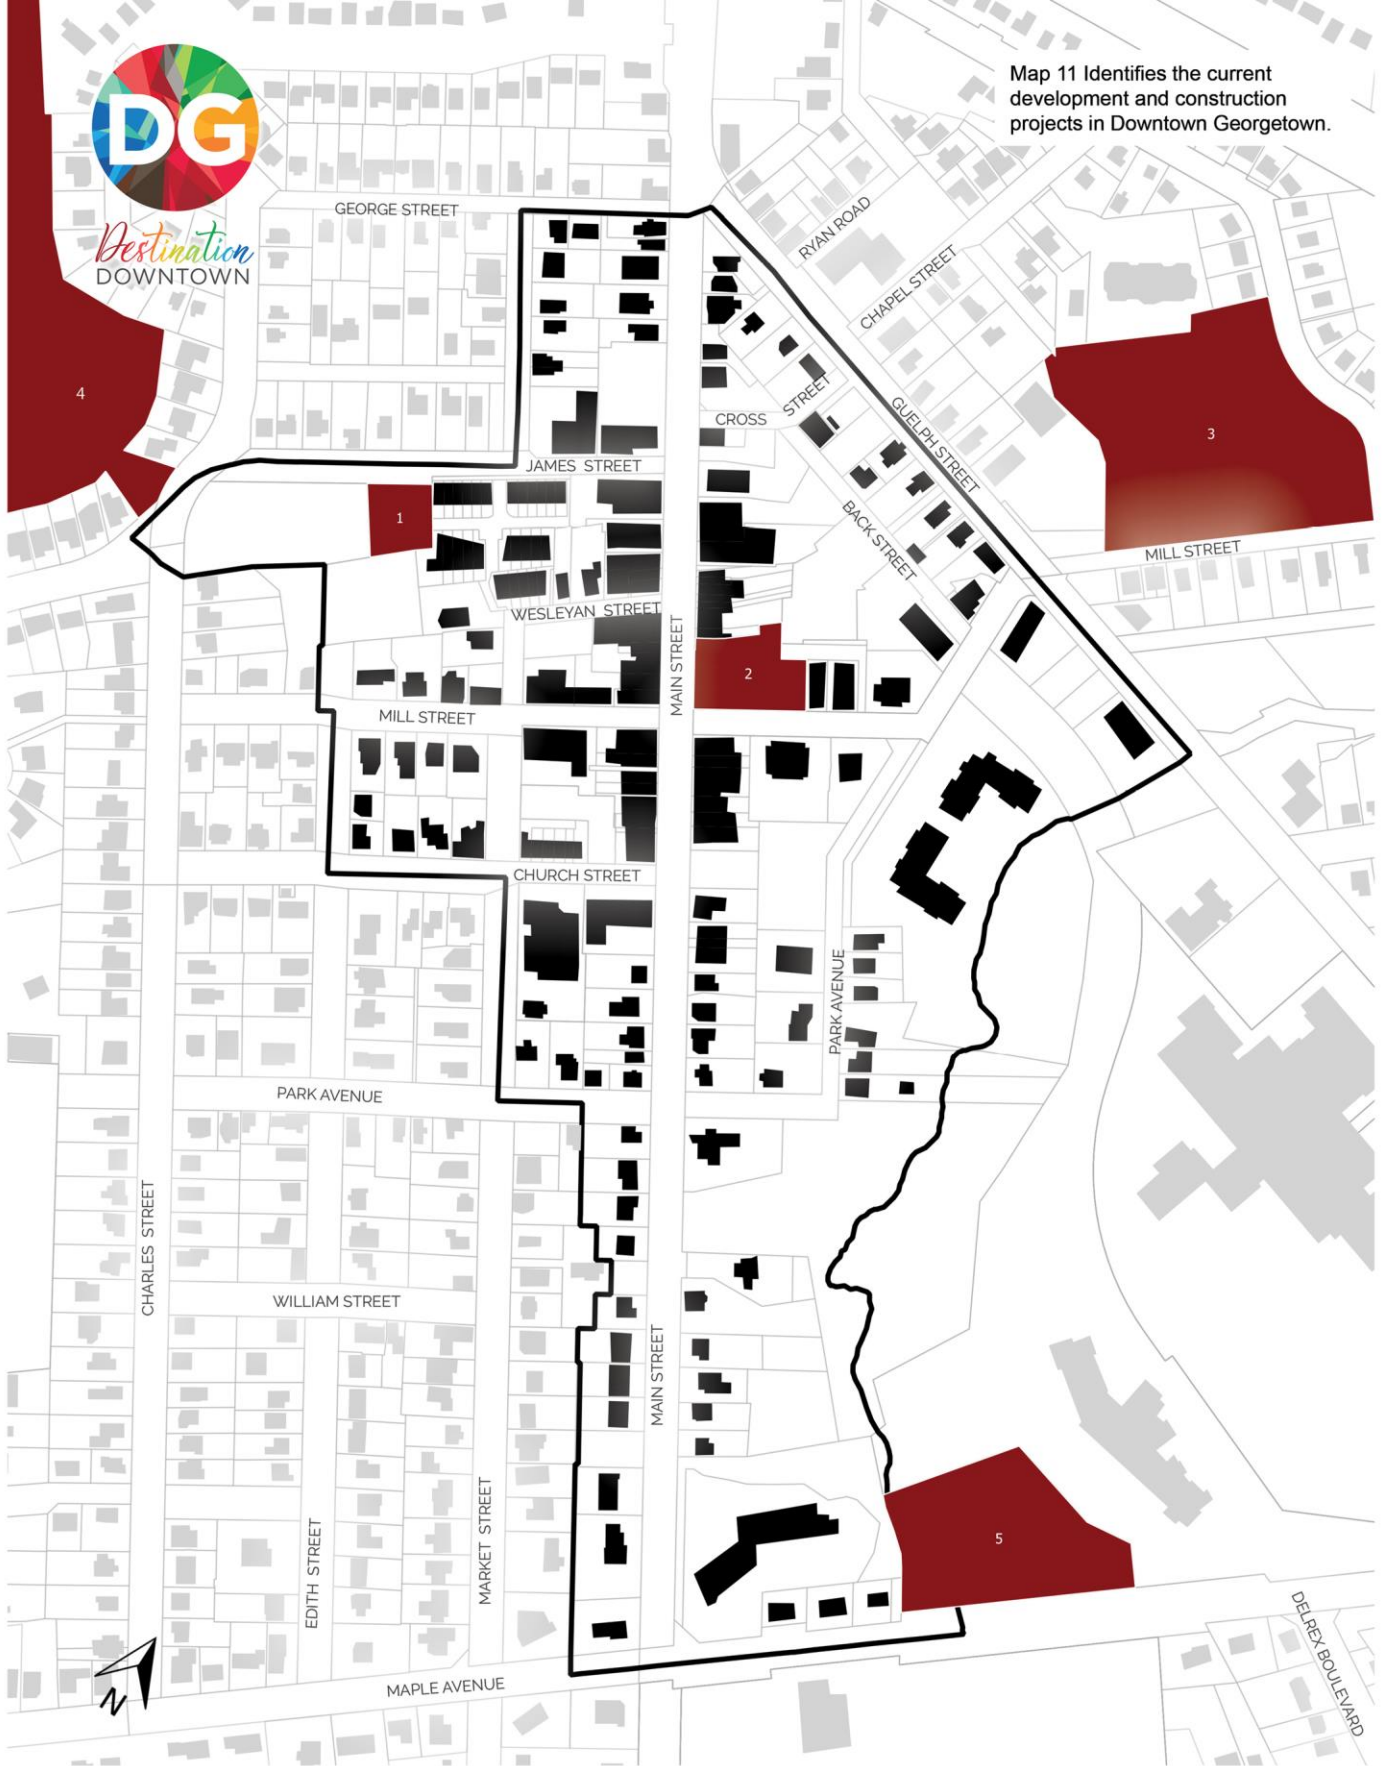 Map 11 Identifies the current
development and construction
projects in Downtown Georgetown.
DG
Destination
DOWNTOWN
GEORGE STREET
RYAN ROAD
CHAPEL STREET
4
CROSS STREET
GUELPH STREET
3
JAMES STREET
1
BACK STREET
MILL STREET
WESLEYAN STREET
MAIN STREET
2
MILL STREET
CHURCH STREET
PARK AVENUE
PARK AVENUE
CHARLES STREET
WILLIAM STREET
MAIN STREET
MARKET STREET
EDITH STREET
5
DELREX BOULEVARD
N
MAPLE AVENUE